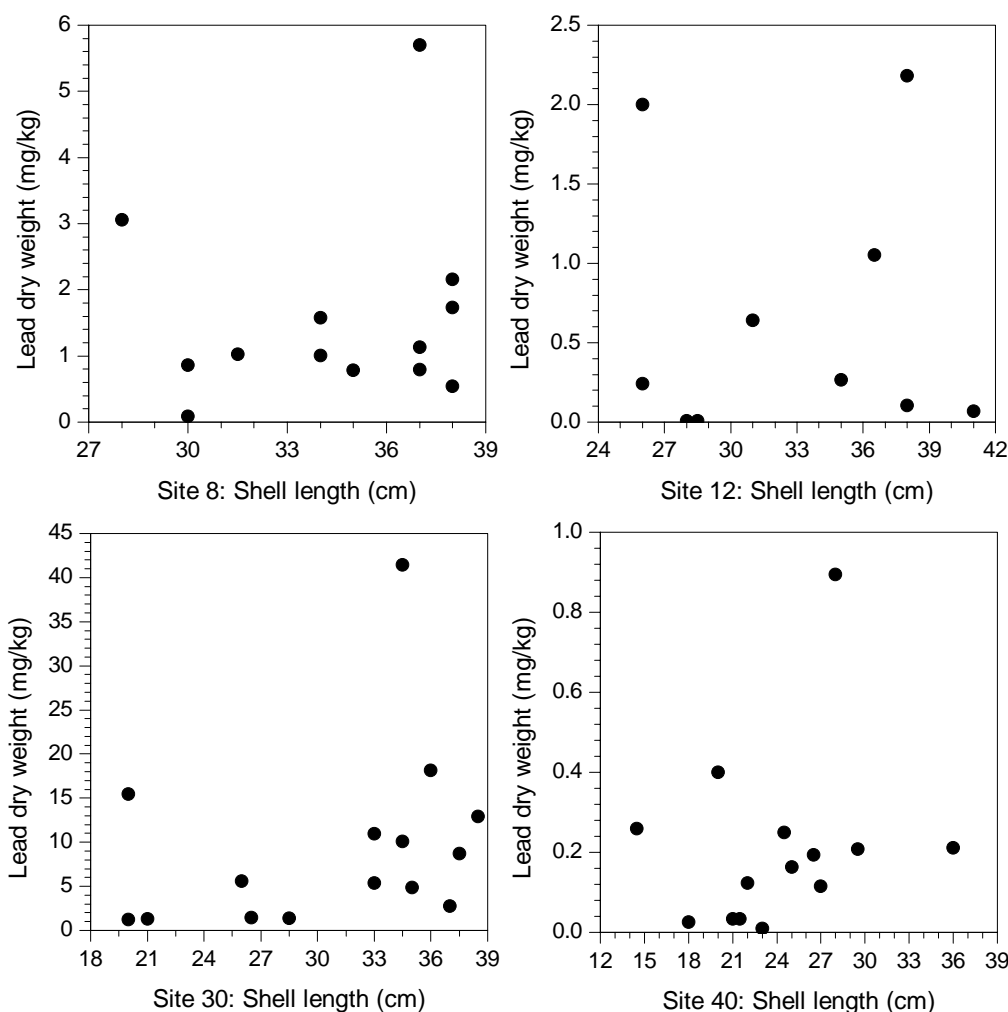 Lead dry weight (mg/kg)
6
5
4
3
2
1
0
27 30 33 36 39
Site 8: Shell length (cm)
Lead dry weight (mg/kg)
2.5
2.0
1.5
1.0
0.5
0.0
24 27 30 33 36 39 42
Site 12: Shell length (cm)
Lead dry weight (mg/kg)
45
40
35
30
25
20
15
10
5
0
18 21 24 27 30 33 36 39
Site 30: Shell length (cm)
Lead dry weight (mg/kg)
1.0
0.8
0.6
0.4
0.2
0.0
12 15 18 21 24 27 30 33 36 39
Site 40: Shell length (cm)